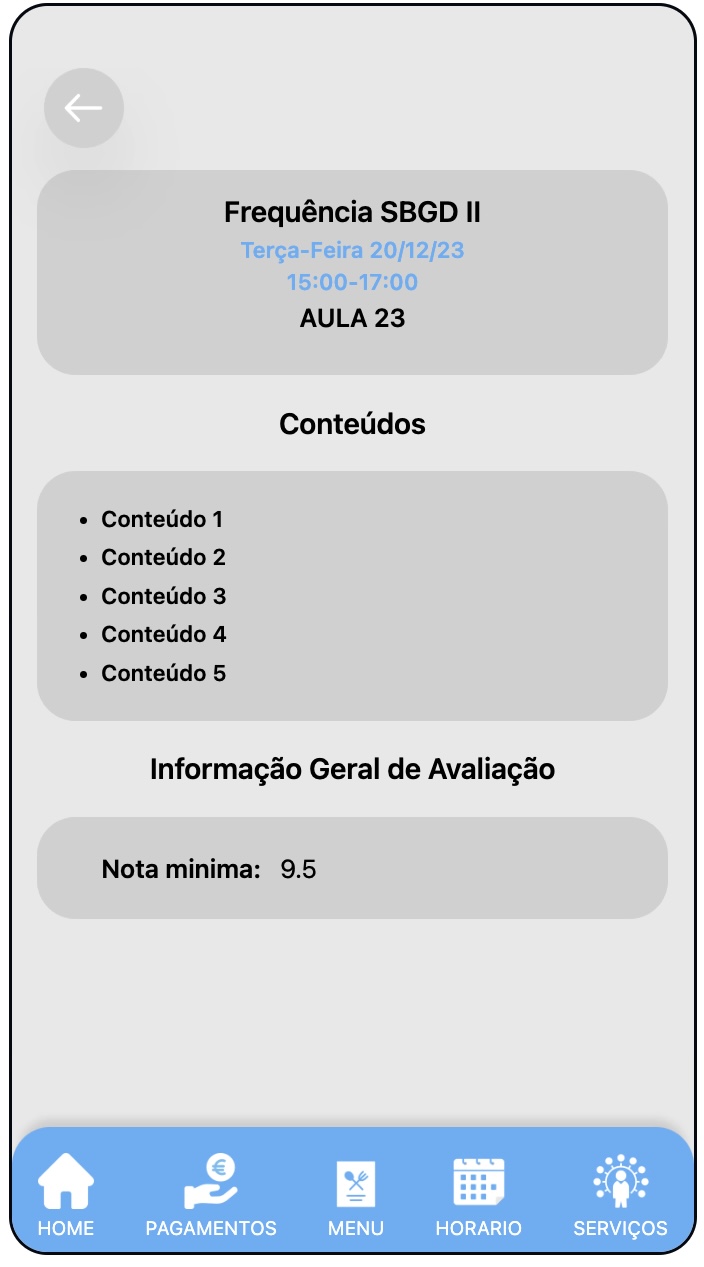 Frequência SBGD II
Terça-Feira 20/12/23
15:00-17:00
AULA 23
Conteúdos
• Conteúdo 1
• Conteúdo 2
• Conteúdo 3
• Conteúdo 4
• Conteúdo 5
Informação Geral de Avaliação
Nota minima: 9.5
HOME PAGAMENTOS MENU HORARIO SERVIÇOS